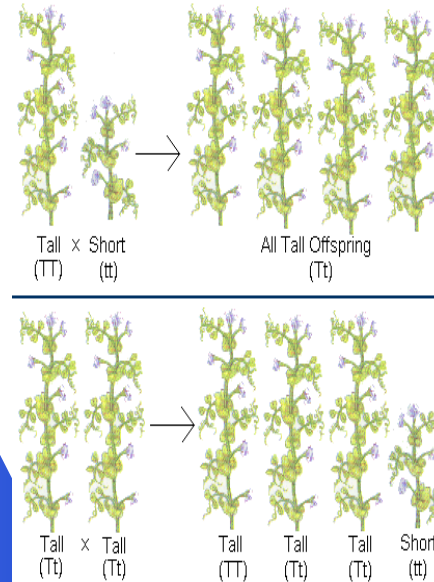 Tall × Short
(TT) (tt)
All Tall Offspring
(Tt)
Tall × Tall
(Tt) (Tt)
Tall Tall Tall Short
(TT) (Tt) (Tt) (tt)